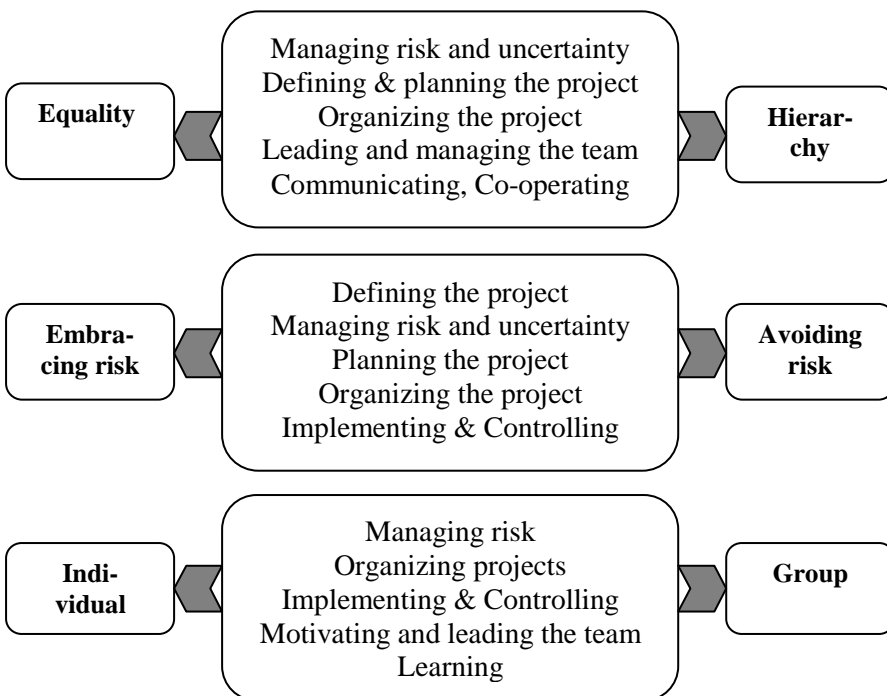 Equality
Managing risk and uncertainty
Defining & planning the project
Organizing the project
Leading and managing the team
Communicating, Co-operating
Hierar-
chy
Embra-
cing risk
Defining the project
Managing risk and uncertainty
Planning the project
Organizing the project
Implementing & Controlling
Avoiding
risk
Indi-
vidual
Managing risk
Organizing projects
Implementing & Controlling
Motivating and leading the team
Learning
Group